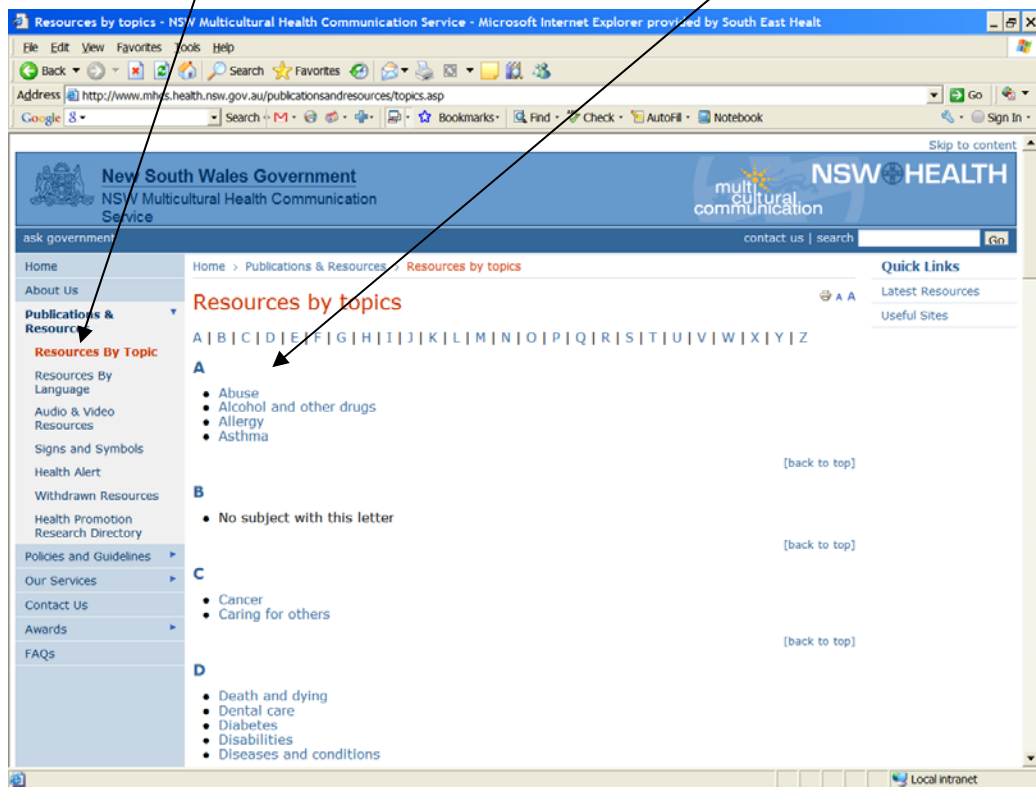 Resources by topics - NSW Multicultural Health Communication Service - Microsoft Internet Explorer provided by South East Healt
File Edit View Favorites Tools Help
Back Search Favorites
Address http://www.mhcs.health.nsw.gov.au/publicationsandresources/topics.asp Go
Google Search Bookmarks Find Check AutoFill Notebook Sign In
Skip to content
New South Wales Government
NSW Multicultural Health Communication
Service
multi
cultural
communication
NSW HEALTH
ask government contact us | search Go
Home
About Us
Publications &
Resources
Resources By Topic
Resources By
Language
Audio & Video
Resources
Signs and Symbols
Health Alert
Withdrawn Resources
Health Promotion
Research Directory
Policies and Guidelines
Our Services
Contact Us
Awards
FAQs
Home > Publications & Resources > Resources by topics
Resources by topics
A A
A | B | C | D | E | F | G | H | I | J | K | L | M | N | O | P | Q | R | S | T | U | V | W | X | Y | Z
A
• Abuse
• Alcohol and other drugs
• Allergy
• Asthma
[back to top]
B
• No subject with this letter
[back to top]
C
• Cancer
• Caring for others
[back to top]
D
• Death and dying
• Dental care
• Diabetes
• Disabilities
• Diseases and conditions
Quick Links
Latest Resources
Useful Sites
Local intranet